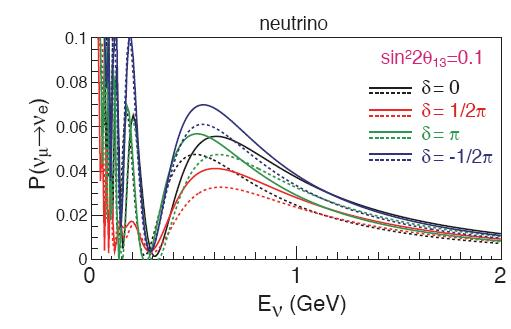 neutrino
sin²2θ₁₃=0.1
δ= 0
δ= 1/2π
δ= π
δ= -1/2π
P(νμ→νe)
0.1
0.08
0.06
0.04
0.02
0
0 1 2
Eν (GeV)